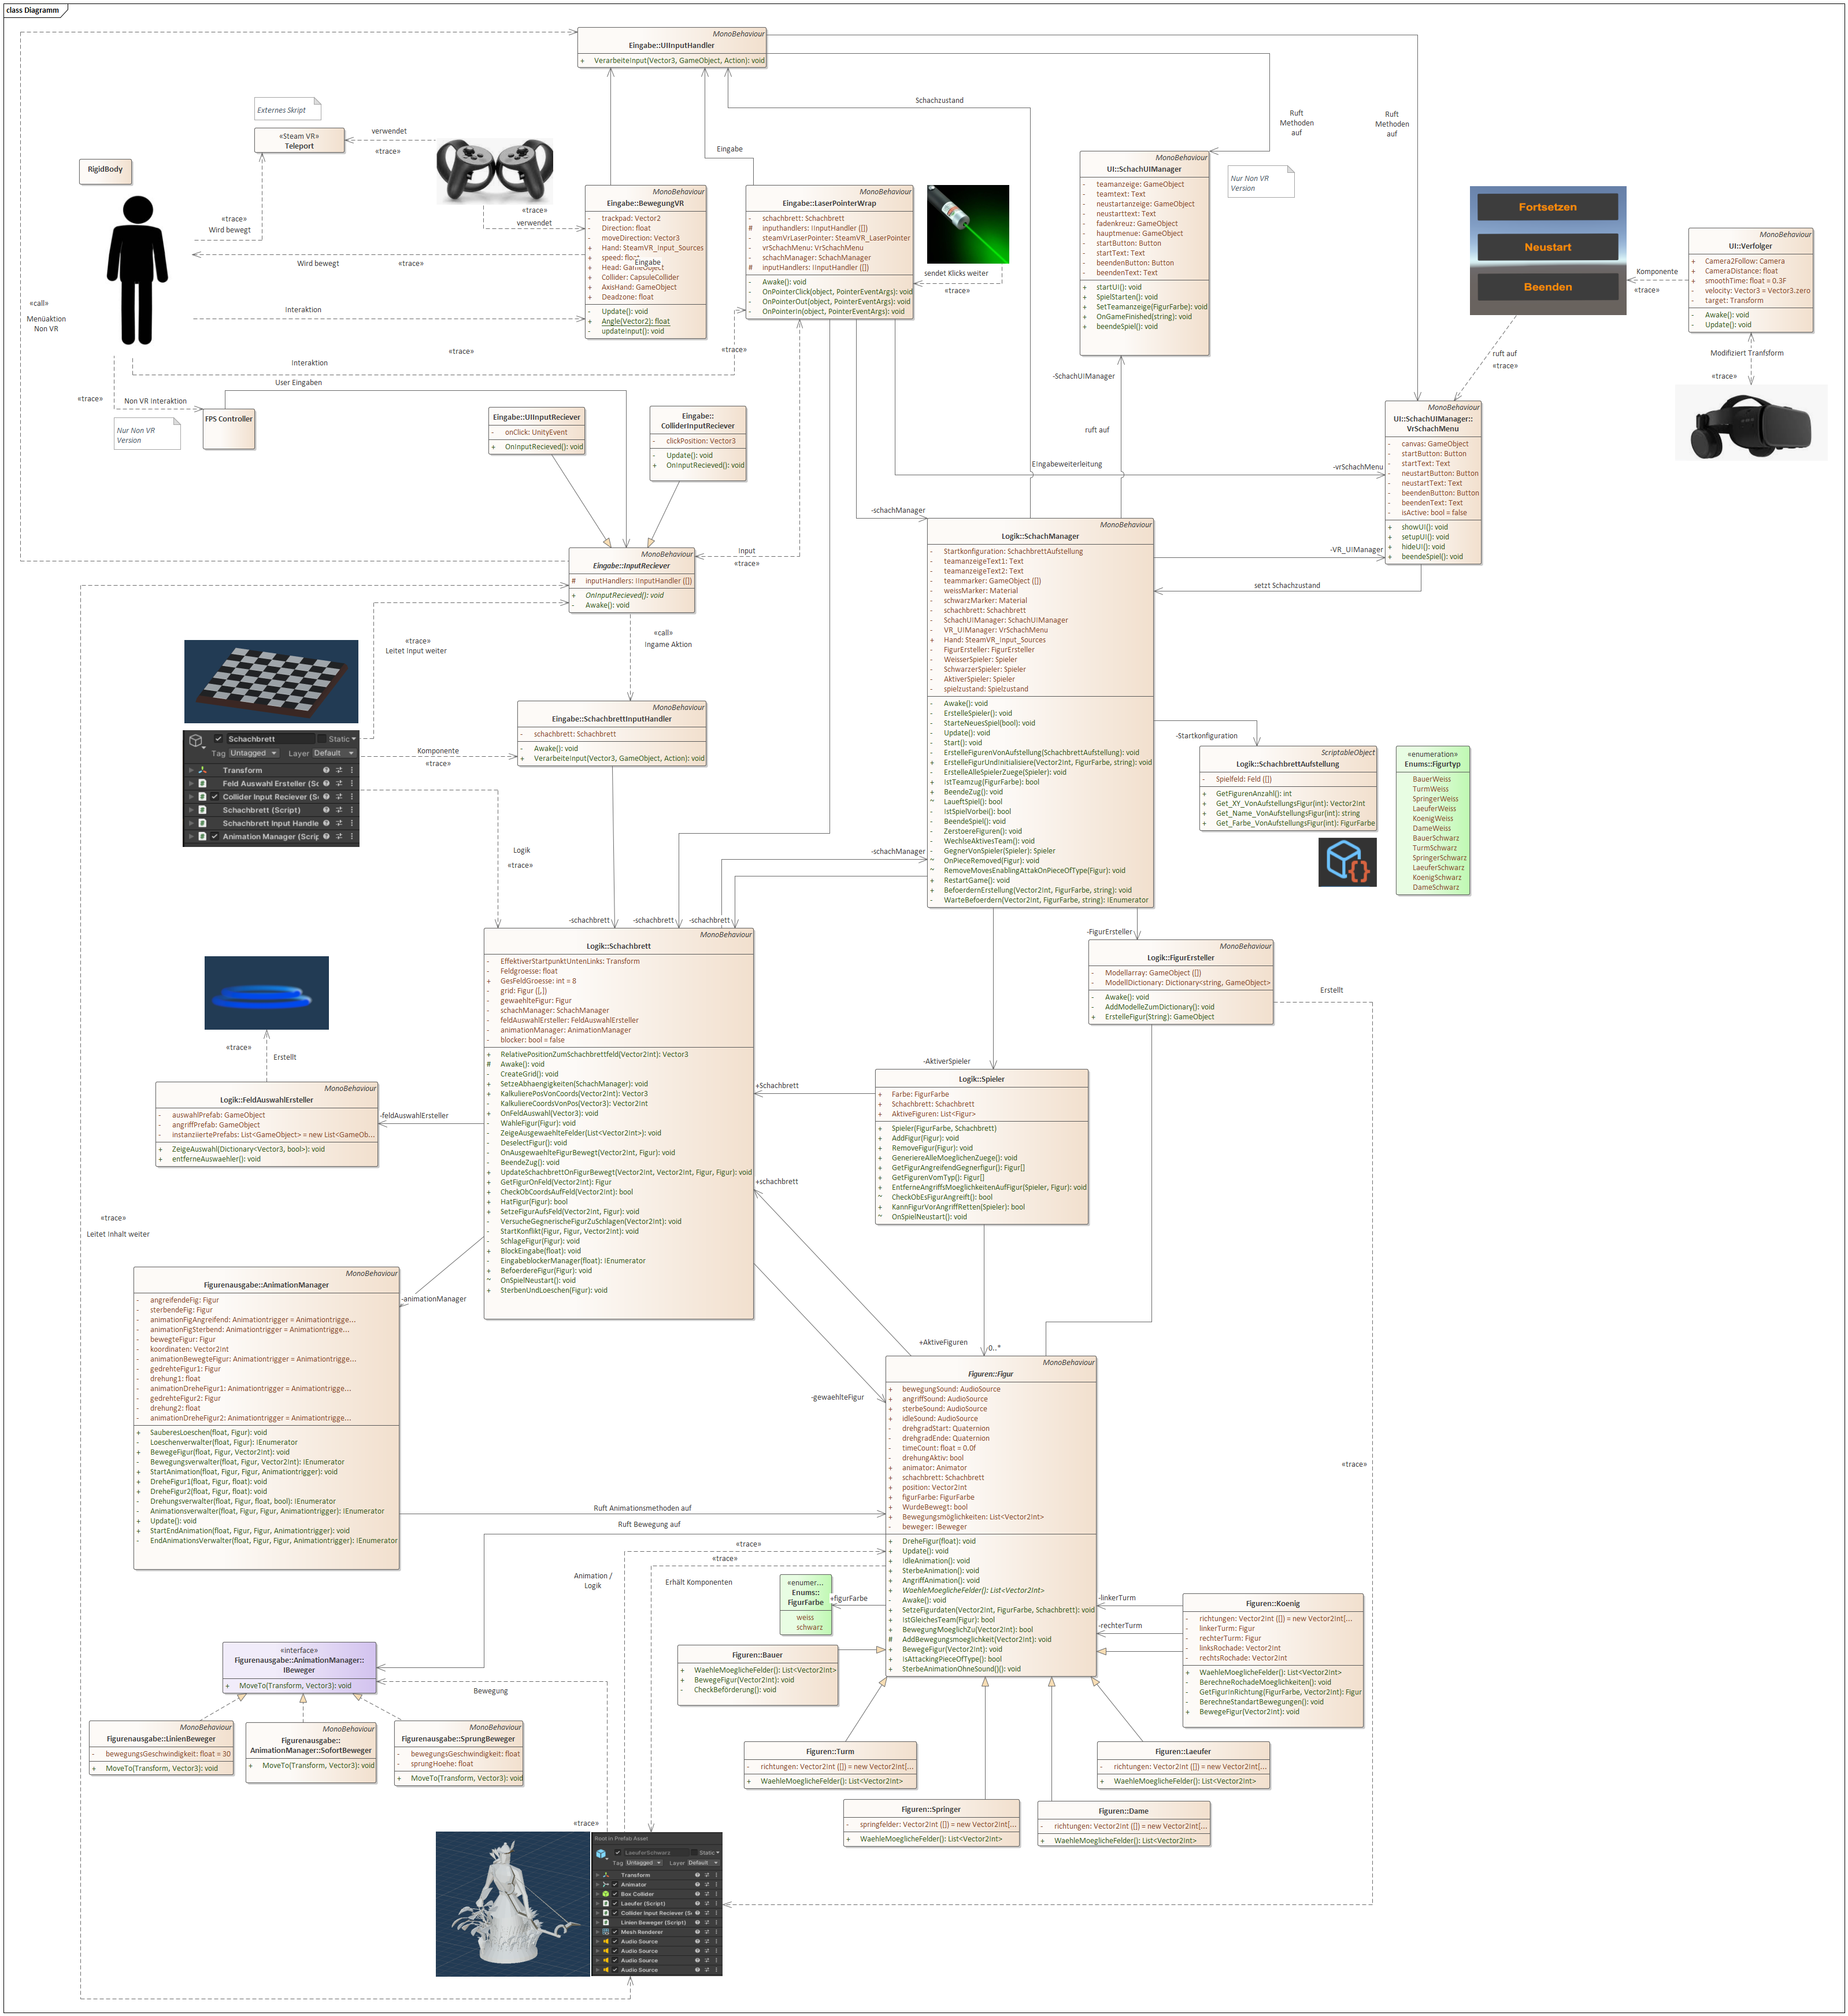 class Diagramm
MonoBehaviour
Eingabe::UIInputHandler
+ VerarbeiteInput(Vector3, GameObject, Action): void
Externes Skript
«Steam VR»
Teleport
verwendet
«trace»
RigidBody
«trace»
Wird bewegt
Wird bewegt
«trace»
Interaktion
«trace»
Interaktion
«trace»
verwendet
«call»
Menüaktion
Non VR
Schachzustand
Eingabe
Ruft
Methoden
auf
Ruft
Methoden
auf
MonoBehaviour
Eingabe::BewegungVR
- trackpad: Vector2
- Direction: float
- moveDirection: Vector3
+ Hand: SteamVR_Input_Sources
+ speed: float
Eingabe
+ Head: GameObject
+ Collider: CapsuleCollider
+ AxisHand: GameObject
+ Deadzone: float
- Update(): void
+ Angle(Vector2): float
- updateInput(): void
MonoBehaviour
Eingabe::LaserPointerWrap
- schachbrett: Schachbrett
# inputhandlers: IInputHandler ([])
- steamVrLaserPointer: SteamVR_LaserPointer
- vrSchachMenu: VrSchachMenu
- schachManager: SchachManager
# inputHandlers: IInputHandler ([])
- Awake(): void
- OnPointerClick(object, PointerEventArgs): void
- OnPointerOut(object, PointerEventArgs): void
- OnPointerIn(object, PointerEventArgs): void
sendet Klicks weiter
«trace»
«trace»
MonoBehaviour
UI::SchachUIManager
- teamanzeige: GameObject
- teamtext: Text
- neustartanzeige: GameObject
- neustarttext: Text
- fadenkreuz: GameObject
- hauptmenue: GameObject
- startButton: Button
- startText: Text
- beendenButton: Button
- beendenText: Text
+ startUI(): void
+ SpielStarten(): void
+ SetTeamanzeige(FigurFarbe): void
+ OnGameFinished(string): void
+ beendeSpiel(): void
Nur Non VR
Version
Fortsetzen
Neustart
Beenden
Komponente
«trace»
MonoBehaviour
UI::Verfolger
+ Camera2Follow: Camera
+ CameraDistance: float
+ smoothTime: float = 0.3F
- velocity: Vector3 = Vector3.zero
- target: Transform
- Awake(): void
- Update(): void
Modifiziert Tranfsform
«trace»
ruft auf
«trace»
-SchachUIManager
ruft auf
MonoBehaviour
UI::SchachUIManager::
VrSchachMenu
- canvas: GameObject
- startButton: Button
- startText: Text
- neustartButton: Button
- neustartText: Text
- beendenButton: Button
- beendenText: Text
- isActive: bool = false
+ showUI(): void
+ setupUI(): void
+ hideUI(): void
+ beendeSpiel(): void
«trace»
Non VR Interaktion
Nur Non VR
Version
FPS Controller
User Eingaben
Eingabe::UIInputReciever
- onClick: UnityEvent
+ OnInputRecieved(): void
Eingabe::
ColliderInputReciever
- clickPosition: Vector3
- Update(): void
+ OnInputRecieved(): void
EIngabeweiterleitung
-vrSchachMenu
-schachManager
-VR_UIManager
setzt Schachzustand
Input
«trace»
MonoBehaviour
Eingabe::InputReciever
# inputHandlers: IInputHandler ([])
+ OnInputRecieved(): void
- Awake(): void
«trace»
Leitet Input weiter
«call»
Ingame Aktion
MonoBehaviour
Logik::SchachManager
- Startkonfiguration: SchachbrettAufstellung
- teamanzeigeText1: Text
- teamanzeigeText2: Text
- teammarker: GameObject ([])
- weissMarker: Material
- schwarzMarker: Material
- schachbrett: Schachbrett
- SchachUIManager: SchachUIManager
- VR_UIManager: VrSchachMenu
+ Hand: SteamVR_Input_Sources
- FigurErsteller: FigurErsteller
- WeisserSpieler: Spieler
- SchwarzerSpieler: Spieler
- AktiverSpieler: Spieler
- spielzustand: Spielzustand
- Awake(): void
- ErstelleSpieler(): void
- StarteNeuesSpiel(bool): void
- Update(): void
- Start(): void
- ErstelleFigurenVonAufstellung(SchachbrettAufstellung): void
- ErstelleFigurUndInitialisiere(Vector2Int, FigurFarbe, string): void
- ErstelleAlleSpielerZuege(Spieler): void
+ IstTeamzug(FigurFarbe): bool
+ BeendeZug(): void
~ LaueftSpiel(): bool
- IstSpielVorbei(): bool
- BeendeSpiel(): void
- ZerstoereFiguren(): void
- WechlseAktivesTeam(): void
- GegnerVonSpieler(Spieler): Spieler
~ OnPieceRemoved(Figur): void
~ RemoveMovesEnablingAttakOnPieceOfType(Figur): void
+ RestartGame(): void
+ BefoerdernErstellung(Vector2Int, FigurFarbe, string): void
- WarteBefoerdern(Vector2Int, FigurFarbe, string): IEnumerator
Schachbrett
Static
Tag Untagged Layer Default
Transform
Feld Auswahl Ersteller (Sc
Collider Input Reciever (Sc
Schachbrett (Script)
Schachbrett Input Handle
Animation Manager (Scrip
Komponente
«trace»
MonoBehaviour
Eingabe::SchachbrettInputHandler
- schachbrett: Schachbrett
- Awake(): void
+ VerarbeiteInput(Vector3, GameObject, Action): void
Logik
«trace»
-Startkonfiguration
ScriptableObject
Logik::SchachbrettAufstellung
- Spielfeld: Feld ([])
+ GetFigurenAnzahl(): int
+ Get_XY_VonAufstellungsFigur(int): Vector2Int
+ Get_Name_VonAufstellungsFigur(int): string
+ Get_Farbe_VonAufstellungsFigur(int): FigurFarbe
«enumeration»
Enums::Figurtyp
BauerWeiss
TurmWeiss
SpringerWeiss
LaeuferWeiss
KoenigWeiss
DameWeiss
BauerSchwarz
TurmSchwarz
SpringerSchwarz
LaeuferSchwarz
KoenigSchwarz
DameSchwarz
-schachManager
-schachbrett
-schachbrett
-schachbrett
MonoBehaviour
Logik::Schachbrett
- EffektiverStartpunktUntenLinks: Transform
- Feldgroesse: float
+ GesFeldGroesse: int = 8
- grid: Figur ([,])
- gewaehlteFigur: Figur
- schachManager: SchachManager
- feldAuswahlErsteller: FeldAuswahlErsteller
- animationManager: AnimationManager
- blocker: bool = false
+ RelativePositionZumSchachbrettfeld(Vector2Int): Vector3
# Awake(): void
- CreateGrid(): void
+ SetzeAbhaengigkeiten(SchachManager): void
+ KalkulierePosVonCoords(Vector2Int): Vector3
- KalkuliereCoordsVonPos(Vector3): Vector2Int
+ OnFeldAuswahl(Vector3): void
- WahleFigur(Figur): void
- ZeigeAusgewaehlteFelder(List<Vector2Int>): void
- DeselectFigur(): void
- OnAusgewaehlteFigurBewegt(Vector2Int, Figur): void
- BeendeZug(): void
+ UpdateSchachbrettOnFigurBewegt(Vector2Int, Vector2Int, Figur, Figur): void
+ GetFigurOnFeld(Vector2Int): Figur
+ CheckObCoordsAufFeld(Vector2Int): bool
+ HatFigur(Figur): bool
+ SetzeFigurAufsFeld(Vector2Int, Figur): void
- VersucheGegnerischeFigurZuSchlagen(Vector2Int): void
- StartKonflikt(Figur, Figur, Vector2Int): void
- SchlageFigur(Figur): void
+ BlockEingabe(float): void
- EingabeblockerManager(float): IEnumerator
+ BefoerdereFigur(Figur): void
~ OnSpielNeustart(): void
+ SterbenUndLoeschen(Figur): void
«trace»
Erstellt
MonoBehaviour
Logik::FeldAuswahlErsteller
- auswahlPrefab: GameObject
- angriffPrefab: GameObject
- instanziiertePrefabs: List<GameObject> = new List<GameOb...
+ ZeigeAuswahl(Dictionary<Vector3, bool>): void
+ entferneAuswaehler(): void
-feldAuswahlErsteller
-FigurErsteller
MonoBehaviour
Logik::FigurErsteller
- Modellarray: GameObject ([])
- ModellDictionary: Dictionary<string, GameObject>
- Awake(): void
- AddModelleZumDictionary(): void
+ ErstelleFigur(String): GameObject
Erstellt
-AktiverSpieler
+Schachbrett
Logik::Spieler
+ Farbe: FigurFarbe
+ Schachbrett: Schachbrett
+ AktiveFiguren: List<Figur>
+ Spieler(FigurFarbe, Schachbrett)
+ AddFigur(Figur): void
+ RemoveFigur(Figur): void
+ GeneriereAlleMoeglichenZuege(): void
+ GetFigurAngreifendGegnerfigur(): Figur[]
+ GetFigurenVomTyp(): Figur[]
+ EntferneAngriffsMoeglichkeitenAufFigur(Spieler, Figur): void
~ CheckObEsFigurAngreift(): bool
+ KannFigurVorAngriffRetten(Spieler): bool
~ OnSpielNeustart(): void
+schachbrett
«trace»
Leitet Inhalt weiter
MonoBehaviour
Figurenausgabe::AnimationManager
- angreifendeFig: Figur
- sterbendeFig: Figur
- animationFigAngreifend: Animationtrigger = Animationtrigge...
- animationFigSterbend: Animationtrigger = Animationtrigge...
- bewegteFigur: Figur
- koordinaten: Vector2Int
- animationBewegteFigur: Animationtrigger = Animationtrigge...
- gedrehteFigur1: Figur
- drehung1: float
- animationDreheFigur1: Animationtrigger = Animationtrigge...
- gedrehteFigur2: Figur
- drehung2: float
- animationDreheFigur2: Animationtrigger = Animationtrigge...
+ SauberesLoeschen(float, Figur): void
- Loeschenverwalter(float, Figur): IEnumerator
+ BewegeFigur(float, Figur, Vector2Int): void
- Bewegungsverwalter(float, Figur, Vector2Int): IEnumerator
+ StartAnimation(float, Figur, Figur, Animationtrigger): void
+ DreheFigur1(float, Figur, float): void
+ DreheFigur2(float, Figur, float): void
- Drehungsverwalter(float, Figur, float, bool): IEnumerator
- Animationsverwalter(float, Figur, Figur, Animationtrigger): IEnumerator
+ Update(): void
+ StartEndAnimation(float, Figur, Figur, Animationtrigger): void
- EndAnimationsVerwalter(float, Figur, Figur, Animationtrigger): IEnumerator
-animationManager
+AktiveFiguren
0..*
-gewaehlteFigur
MonoBehaviour
Figuren::Figur
+ bewegungSound: AudioSource
+ angriffSound: AudioSource
+ sterbeSound: AudioSource
+ idleSound: AudioSource
- drehgradStart: Quaternion
- drehgradEnde: Quaternion
- timeCount: float = 0.0f
- drehungAktiv: bool
+ animator: Animator
+ schachbrett: Schachbrett
+ position: Vector2Int
+ figurFarbe: FigurFarbe
+ WurdeBewegt: bool
+ Bewegungsmöglichkeiten: List<Vector2Int>
- beweger: IBeweger
+ DreheFigur(float): void
+ Update(): void
+ IdleAnimation(): void
+ SterbeAnimation(): void
+ AngriffAnimation(): void
+ WaehleMoeglicheFelder(): List<Vector2Int>
- Awake(): void
+ SetzeFigurdaten(Vector2Int, FigurFarbe, Schachbrett): void
+ IstGleichesTeam(Figur): bool
+ BewegungMoeglichZu(Vector2Int): bool
# AddBewegungsmoeglichkeit(Vector2Int): void
+ BewegeFigur(Vector2Int): void
+ IsAttackingPieceOfType(): bool
+ SterbeAnimationOhneSound()(): void
«trace»
Ruft Animationsmethoden auf
Ruft Bewegung auf
«trace»
«trace»
Animation /
Logik
Erhält Komponenten
«enumer...
Enums::
FigurFarbe
weiss
schwarz
+figurFarbe
-linkerTurm
-rechterTurm
Figuren::Koenig
- richtungen: Vector2Int ([]) = new Vector2Int[...
- linkerTurm: Figur
- rechterTurm: Figur
- linksRochade: Vector2Int
- rechtsRochade: Vector2Int
+ WaehleMoeglicheFelder(): List<Vector2Int>
- BerechneRochadeMoeglichkeiten(): void
- GetFigurInRichtung(FigurFarbe, Vector2Int): Figur
- BerechneStandartBewegungen(): void
+ BewegeFigur(Vector2Int): void
Figuren::Bauer
+ WaehleMoeglicheFelder(): List<Vector2Int>
+ BewegeFigur(Vector2Int): void
- CheckBeförderung(): void
«interface»
Figurenausgabe::AnimationManager::
IBeweger
+ MoveTo(Transform, Vector3): void
Bewegung
MonoBehaviour
Figurenausgabe::LinienBeweger
- bewegungsGeschwindigkeit: float = 30
+ MoveTo(Transform, Vector3): void
MonoBehaviour
Figurenausgabe::
AnimationManager::SofortBeweger
+ MoveTo(Transform, Vector3): void
MonoBehaviour
Figurenausgabe::SprungBeweger
- bewegungsGeschwindigkeit: float
- sprungHoehe: float
+ MoveTo(Transform, Vector3): void
Figuren::Turm
- richtungen: Vector2Int ([]) = new Vector2Int[...
+ WaehleMoeglicheFelder(): List<Vector2Int>
Figuren::Laeufer
- richtungen: Vector2Int ([]) = new Vector2Int[...
+ WaehleMoeglicheFelder(): List<Vector2Int>
Figuren::Springer
- springfelder: Vector2Int ([]) = new Vector2Int[...
+ WaehleMoeglicheFelder(): List<Vector2Int>
Figuren::Dame
- richtungen: Vector2Int ([]) = new Vector2Int[...
+ WaehleMoeglicheFelder(): List<Vector2Int>
«trace»
Root in Prefab Asset
LaeuferSchwarz
Static
Tag Untagged Layer Default
Transform
Animator
Box Collider
Laeufer (Script)
Collider Input Reciever (Sc
Linien Beweger (Script)
Mesh Renderer
Audio Source
Audio Source
Audio Source
Audio Source